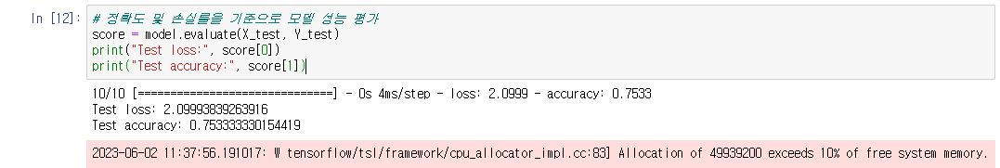 In [12]:
# 정확도 및 손실률을 기준으로 모델 성능 평가
score = model.evaluate(X_test, Y_test)
print("Test loss:", score[0])
print("Test accuracy:", score[1])
10/10 [==============================] - 0s 4ms/step - loss: 2.0999 - accuracy: 0.7533
Test loss: 2.09993839263916
Test accuracy: 0.753333330154419
2023-06-02 11:37:56.191017: W tensorflow/tsl/framework/cpu_allocator_impl.cc:83] Allocation of 49939200 exceeds 10% of free system memory.